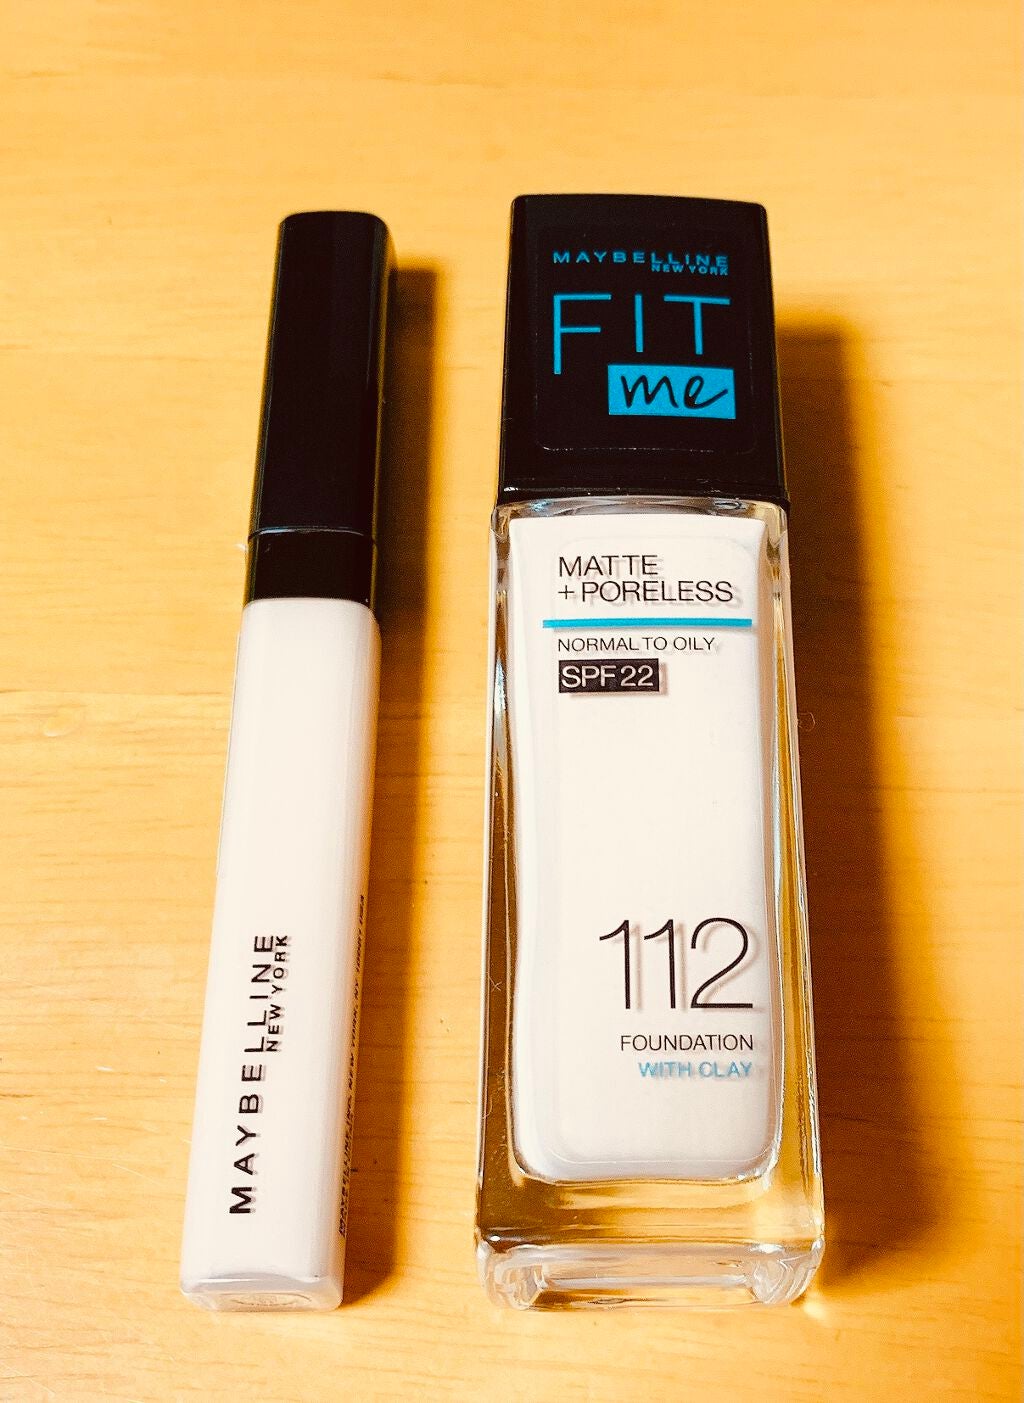 MAYBELLINE
NEW YORK
MAYBELLINE
NEW YORK
FIT
me
MATTE
+ PORELESS
NORMAL TO OILY
SPF 22
112
FOUNDATION
WITH CLAY